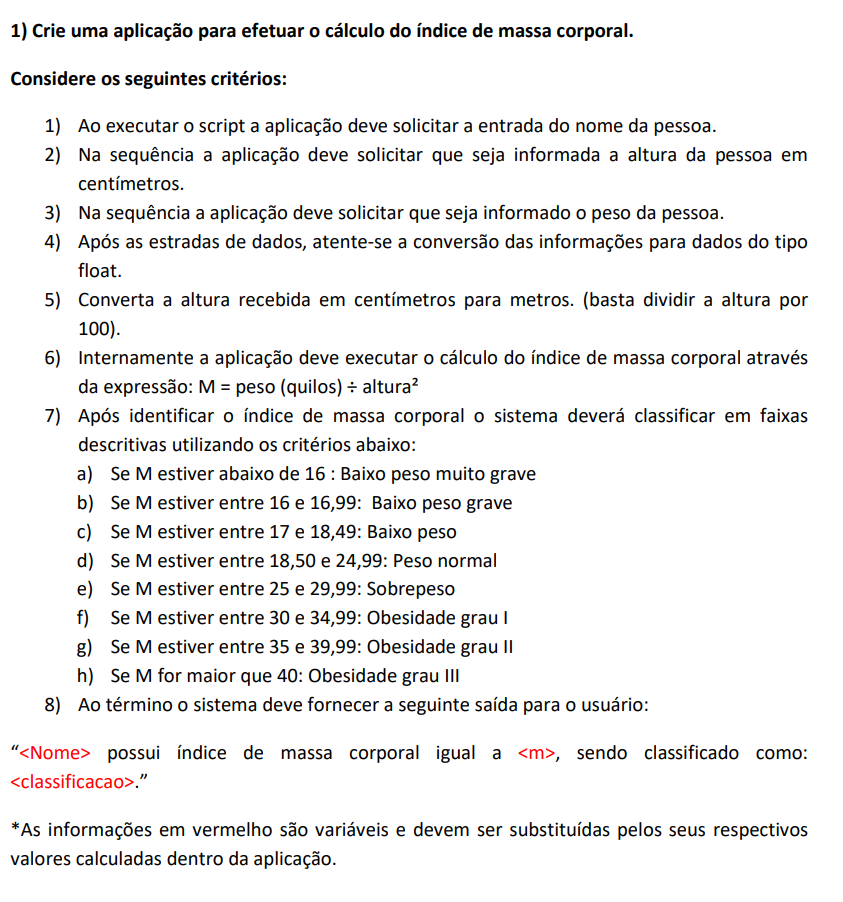 1) Crie uma aplicação para efetuar o cálculo do índice de massa corporal.
Considere os seguintes critérios:
1) Ao executar o script a aplicação deve solicitar a entrada do nome da pessoa.
2) Na sequência a aplicação deve solicitar que seja informada a altura da pessoa em
centímetros.
3) Na sequência a aplicação deve solicitar que seja informado o peso da pessoa.
4) Após as estradas de dados, atente-se a conversão das informações para dados do tipo
float.
5) Converta a altura recebida em centímetros para metros. (basta dividir a altura por
100).
6) Internamente a aplicação deve executar o cálculo do índice de massa corporal através
da expressão: M = peso (quilos) ÷ altura²
7) Após identificar o índice de massa corporal o sistema deverá classificar em faixas
descritivas utilizando os critérios abaixo:
a) Se M estiver abaixo de 16 : Baixo peso muito grave
b) Se M estiver entre 16 e 16,99: Baixo peso grave
c) Se M estiver entre 17 e 18,49: Baixo peso
d) Se M estiver entre 18,50 e 24,99: Peso normal
e) Se M estiver entre 25 e 29,99: Sobrepeso
f) Se M estiver entre 30 e 34,99: Obesidade grau I
g) Se M estiver entre 35 e 39,99: Obesidade grau II
h) Se M for maior que 40: Obesidade grau III
8) Ao término o sistema deve fornecer a seguinte saída para o usuário:
“<Nome> possui índice de massa corporal igual a <m>, sendo classificado como:
<classificacao>.”
*As informações em vermelho são variáveis e devem ser substituídas pelos seus respectivos
valores calculadas dentro da aplicação.